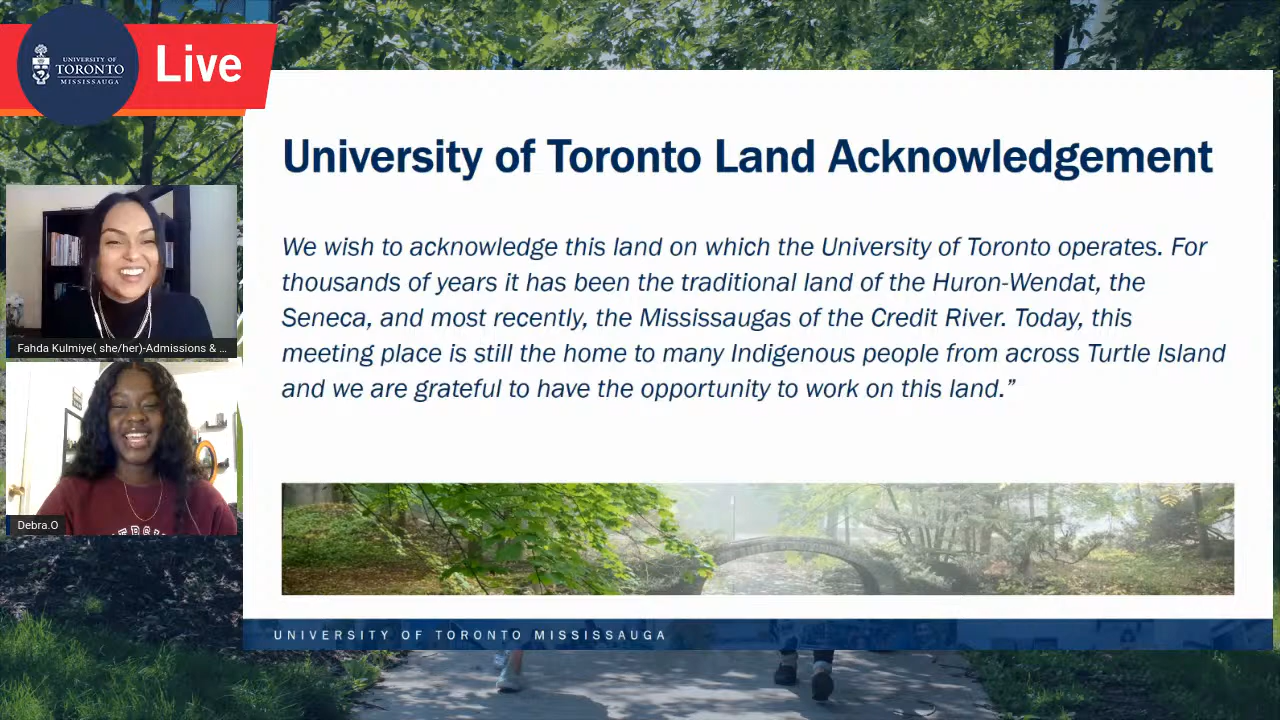 UNIVERSITY OF
TORONTO
MISSISSAUGA
Live
University of Toronto Land Acknowledgement
We wish to acknowledge this land on which the University of Toronto operates. For
thousands of years it has been the traditional land of the Huron-Wendat, the
Seneca, and most recently, the Mississaugas of the Credit River. Today, this
meeting place is still the home to many Indigenous people from across Turtle Island
and we are grateful to have the opportunity to work on this land.”
Fahda Kulmiye( she/her)-Admissions & ...
Debra.O
UNIVERSITY OF TORONTO MISSISSAUGA